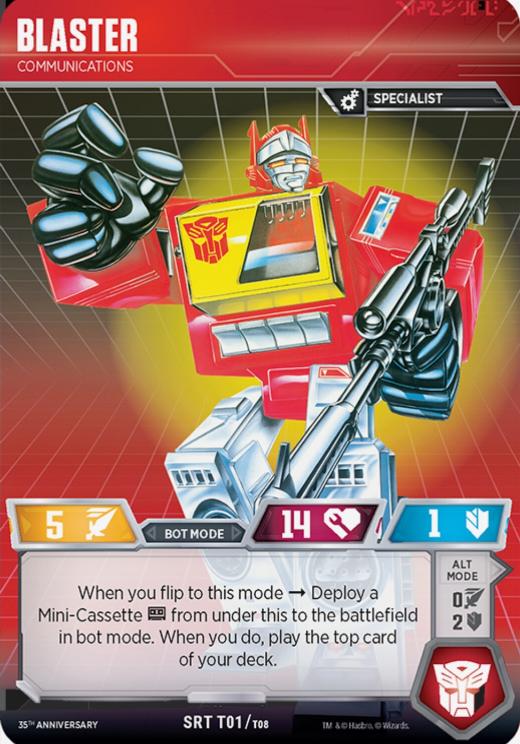 BLASTER
COMMUNICATIONS
SPECIALIST
5
BOT MODE
14
1
When you flip to this mode → Deploy a
Mini-Cassette from under this to the battlefield
in bot mode. When you do, play the top card
of your deck.
ALT
MODE
0
2
35TH ANNIVERSARY
SRT T01/T08
TM & © Hasbro, © Wizards.